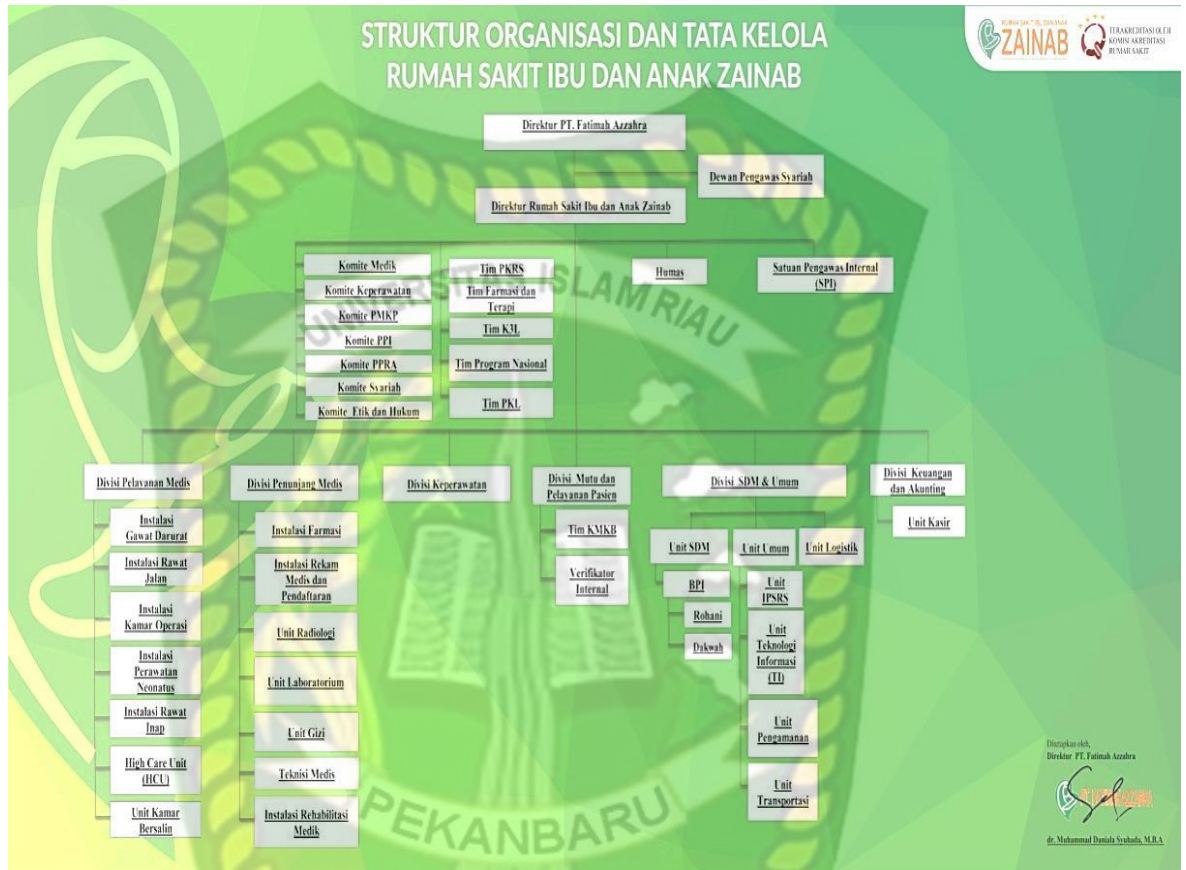 STRUKTUR ORGANISASI DAN TATA KELOLA
RUMAH SAKIT IBU DAN ANAK ZAINAB
RUMAH SAKIT IBU DAN ANAK
ZAINAB
TERAKREDITASI OLEH
KOMISI AKREDITASI
RUMAH SAKIT
Direktur PT. Fatimah Azzahra
Dewan Pengawas Syariah
Direktur Rumah Sakit Ibu dan Anak Zainab
Komite Medik
Komite Keperawatan
Komite PMKP
Komite PPI
Komite PPRA
Komite Syariah
Komite Etik dan Hukum
Tim PKRS
Tim Farmasi dan
Terapi
Tim K3L
Tim Program Nasional
Tim PKL
Humas
Satuan Pengawas Internal
(SPI)
UNIVERSITAS ISLAM RIAU
Divisi Pelayanan Medis
Instalasi
Gawat Darurat
Instalasi Rawat
Jalan
Instalasi
Kamar Operasi
Instalasi
Perawatan
Neonatus
Instalasi Rawat
Inap
High Care Unit
(HCU)
Unit Kamar
Bersalin
Divisi Penunjang Medis
Instalasi Farmasi
Instalasi Rekam
Medis dan
Pendaftaran
Unit Radiologi
Unit Laboratorium
Unit Gizi
Teknisi Medis
Instalasi Rehabilitasi
Medik
Divisi Keperawatan
Divisi Mutu dan
Pelayanan Pasien
Tim KMKB
Verifikator
Internal
Divisi SDM & Umum
Unit SDM
BPI
Rohani
Dakwah
Unit Umum
Unit
IPSRS
Unit
Teknologi
Informasi
(TI)
Unit
Pengamanan
Unit
Transportasi
Unit Logistik
Divisi Keuangan
dan Akunting
Unit Kasir
PEKANBARU
Ditetapkan oleh,
Direktur PT. Fatimah Azzahra
dr. Muhammad Daniala Syuhada, M.B.A